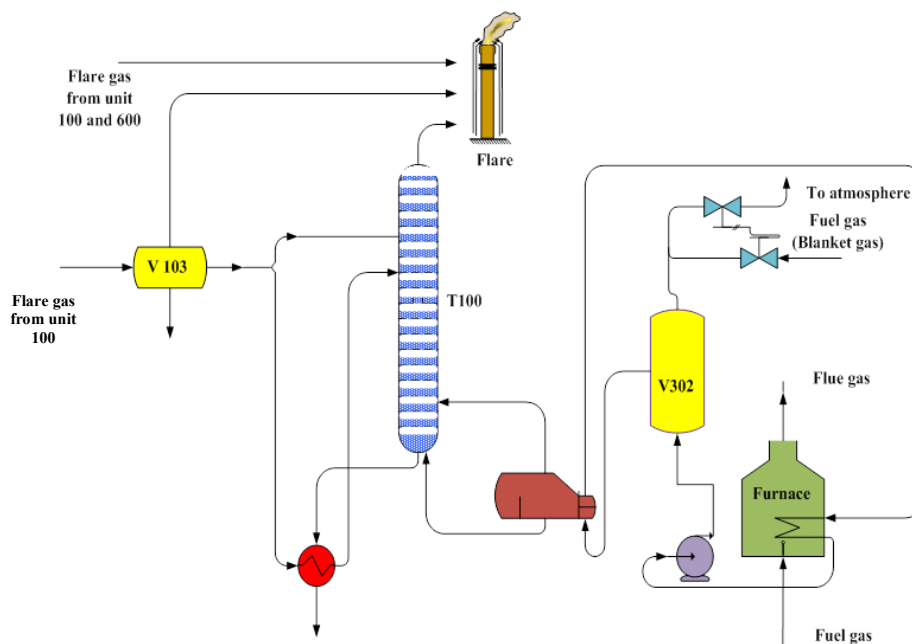 Flare gas
from unit
100 and 600
Flare
To atmosphere
Fuel gas
(Blanket gas)
V 103
T100
Flare gas
from unit
100
V302
Flue gas
Furnace
Fuel gas